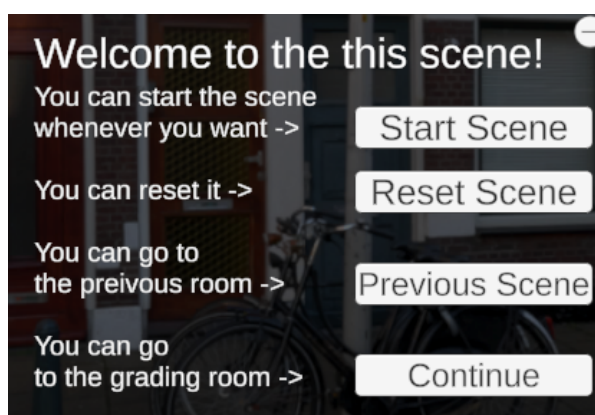 Welcome to the this scene!
You can start the scene
whenever you want -> Start Scene
You can reset it -> Reset Scene
You can go to
the preivous room -> Previous Scene
You can go
to the grading room -> Continue